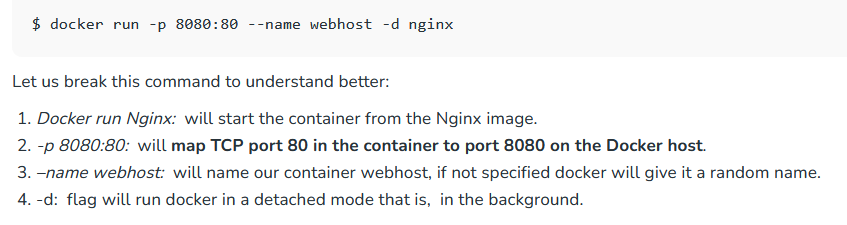 $ docker run -p 8080:80 --name webhost -d nginx
Let us break this command to understand better:
1. Docker run Nginx: will start the container from the Nginx image.
2. -p 8080:80: will map TCP port 80 in the container to port 8080 on the Docker host.
3. –name webhost: will name our container webhost, if not specified docker will give it a random name.
4. -d: flag will run docker in a detached mode that is, in the background.